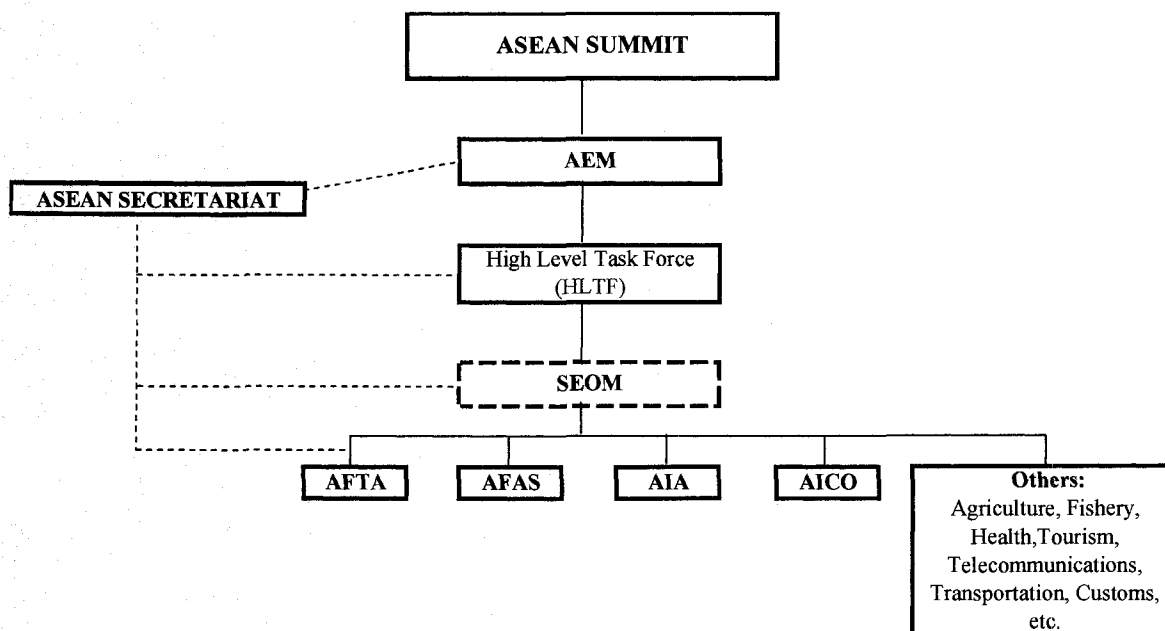 ASEAN SUMMIT
AEM
ASEAN SECRETARIAT
High Level Task Force
(HLTF)
SEOM
AFTA
AFAS
AIA
AICO
Others:
Agriculture, Fishery,
Health,Tourism,
Telecommunications,
Transportation, Customs,
etc.